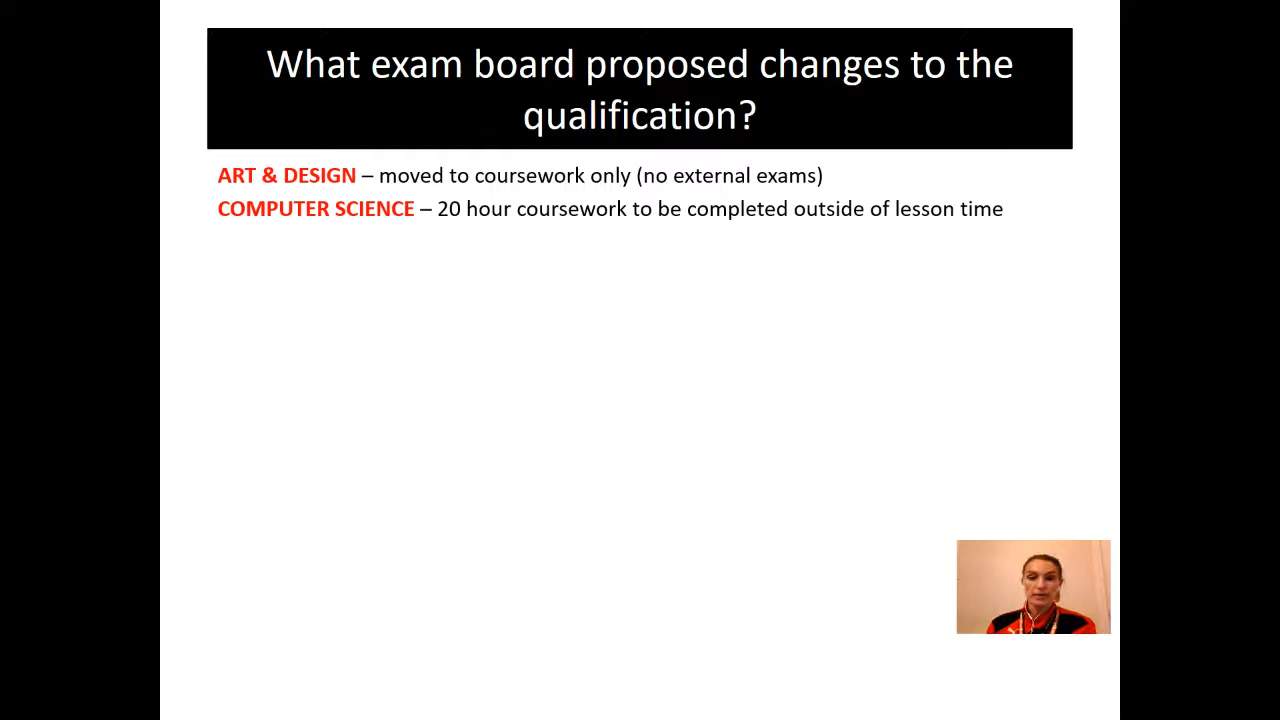 What exam board proposed changes to the
qualification?
ART & DESIGN – moved to coursework only (no external exams)
COMPUTER SCIENCE – 20 hour coursework to be completed outside of lesson time